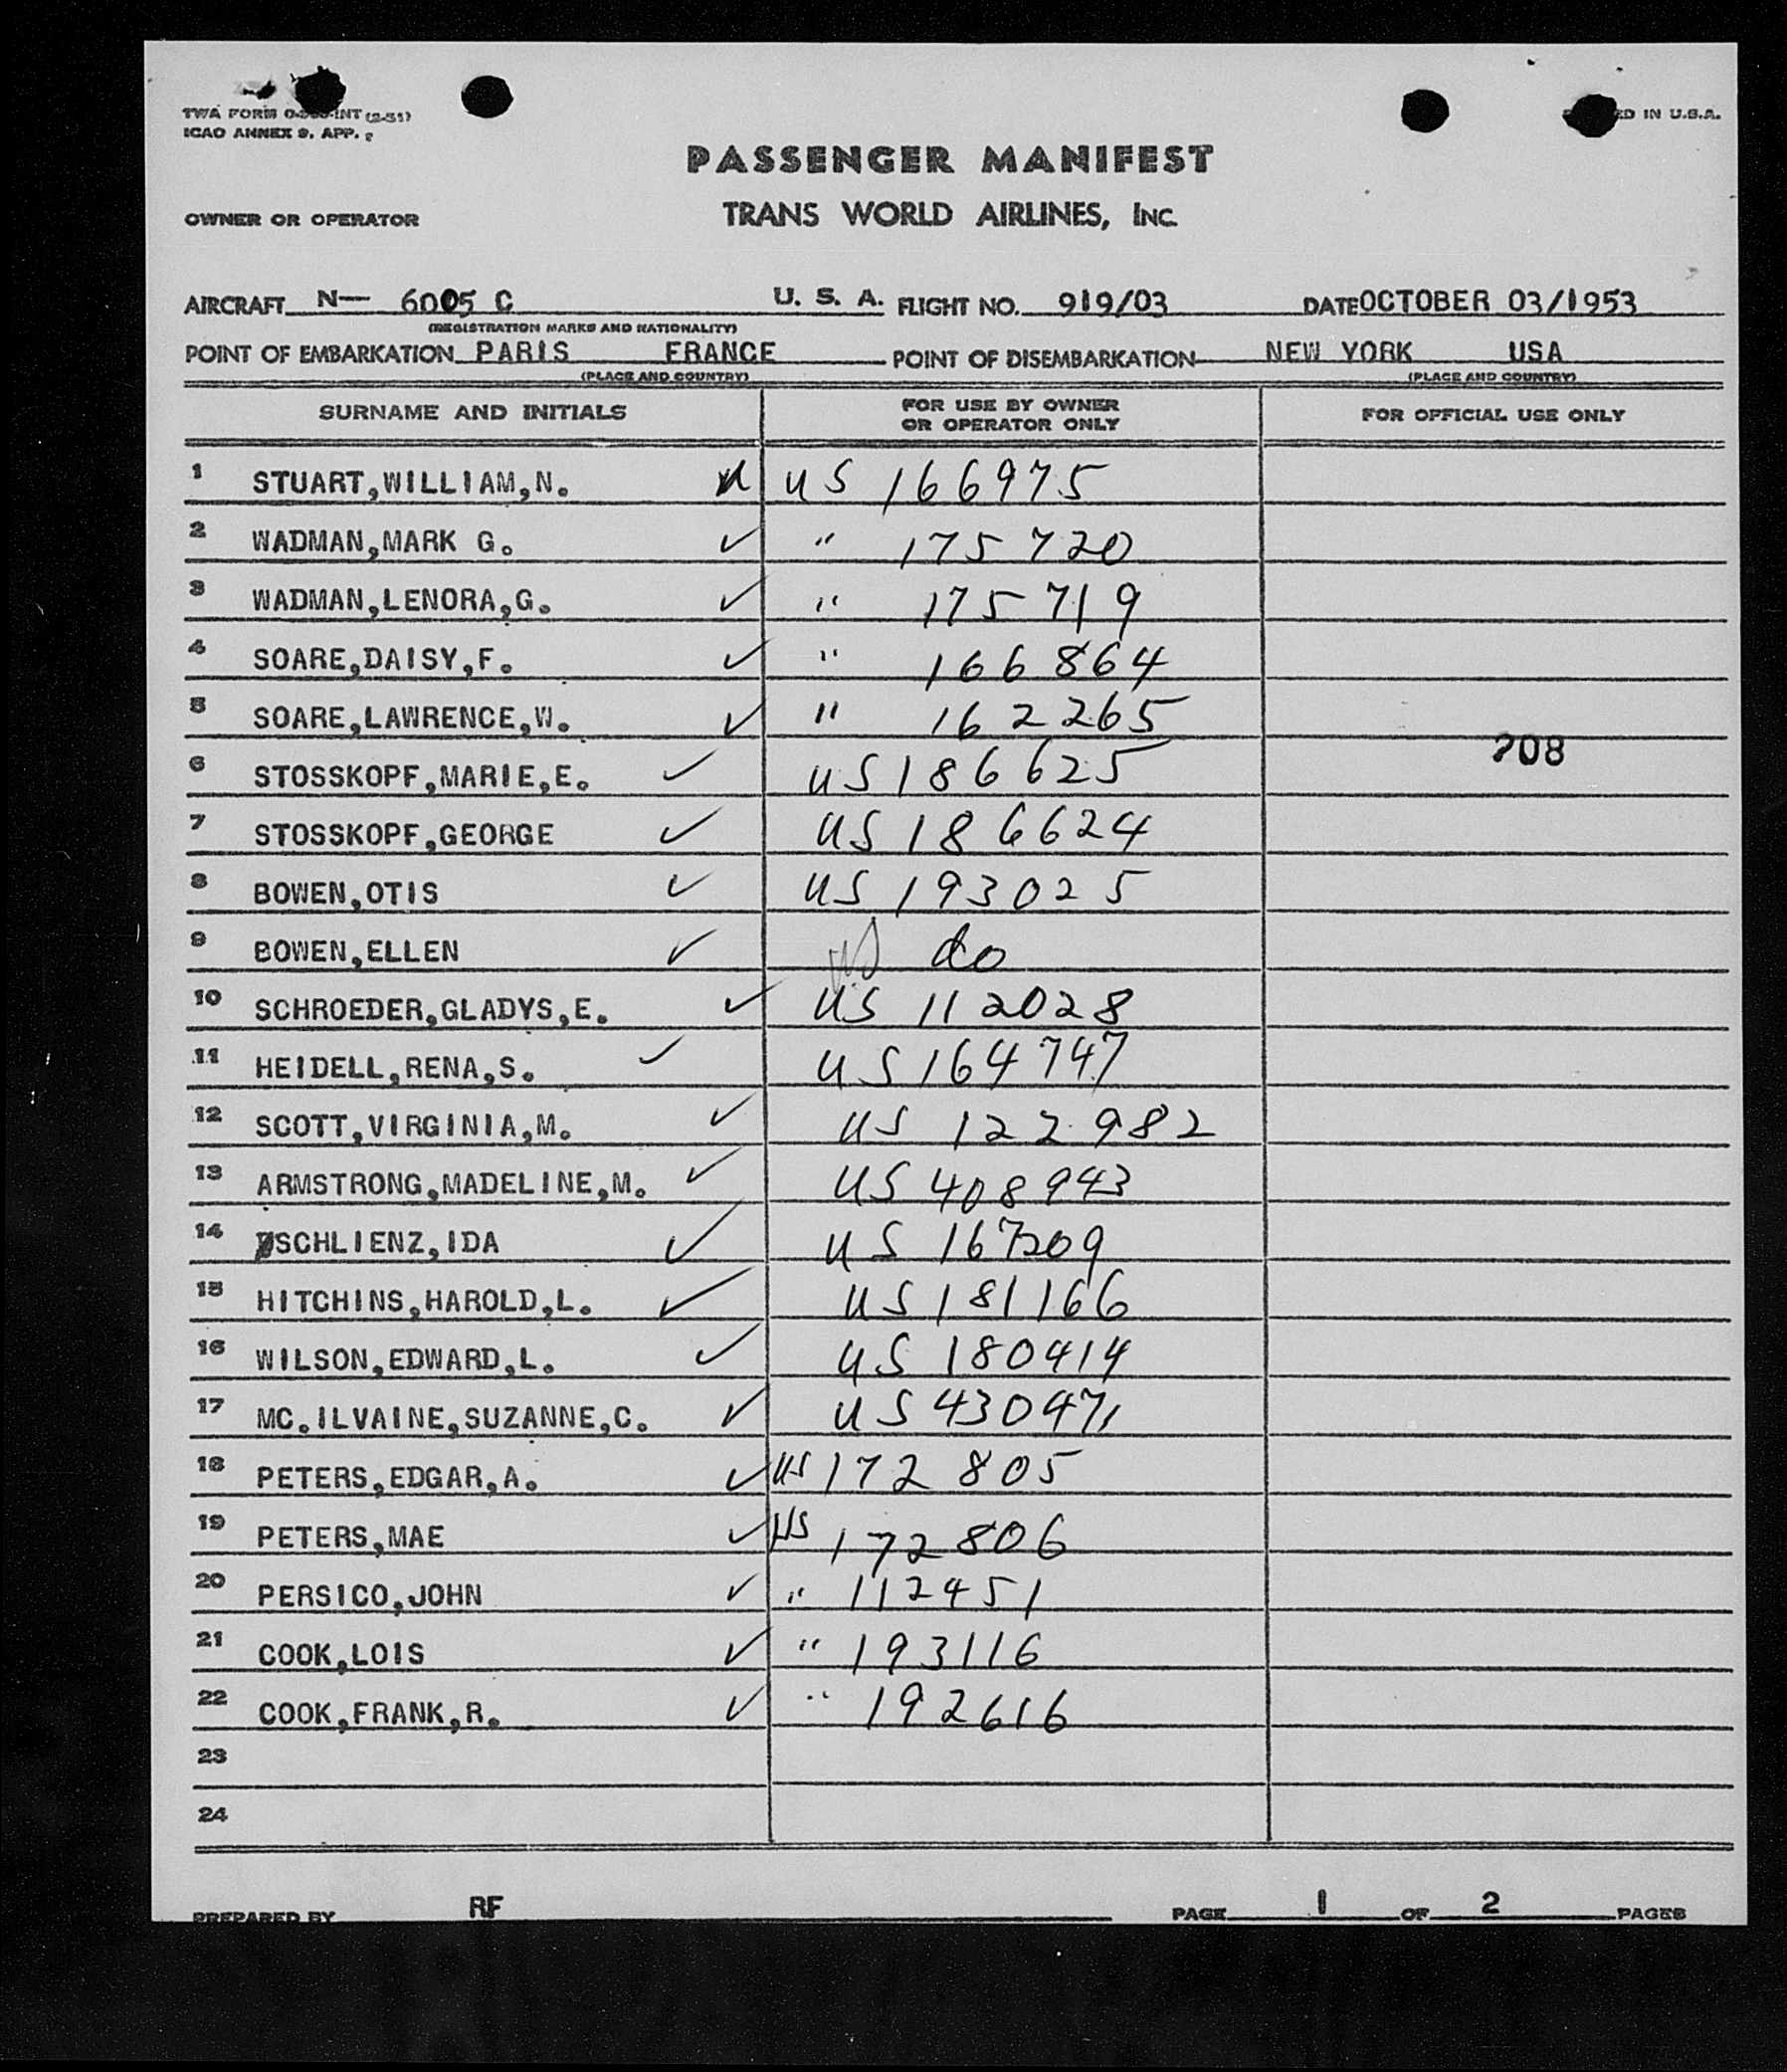 TWA FORM O- -INT (2-51)
ICAO ANNEX 9. APP. 2
ED IN U.S.A.
PASSENGER MANIFEST
OWNER OR OPERATOR
TRANS WORLD AIRLINES, INC
AIRCRAFT N— 6005 C U. S. A. FLIGHT NO. 919/03 DATE OCTOBER 03/1953
(REGISTRATION MARKS AND NATIONALITY)
POINT OF EMBARKATION PARIS FRANCE POINT OF DISEMBARKATION NEW YORK USA
(PLACE AND COUNTRY) (PLACE AND COUNTRY)
SURNAME AND INITIALS FOR USE BY OWNER OR OPERATOR ONLY FOR OFFICIAL USE ONLY
1 STUART,WILLIAM,N. US 166975
2 WADMAN,MARK G. ✓ " 175720
3 WADMAN,LENORA,G. ✓ " 175719
4 SOARE,DAISY,F. ✓ " 166864
5 SOARE,LAWRENCE,W. ✓ " 162265
708
6 STOSSKOPF,MARIE,E. ✓ US 186625
7 STOSSKOPF,GEORGE ✓ US 186624
8 BOWEN,OTIS ✓ US 193025
9 BOWEN,ELLEN ✓ US do
10 SCHROEDER,GLADYS,E. ✓ US 112028
11 HEIDELL,RENA,S. ✓ US 164747
12 SCOTT,VIRGINIA,M. ✓ US 122982
13 ARMSTRONG,MADELINE,M. ✓ US 408943
14 SCHLIENZ,IDA ✓ US 167209
15 HITCHINS,HAROLD,L. ✓ US 181166
16 WILSON,EDWARD,L. ✓ US 180414
17 MC.ILVAINE,SUZANNE,C. ✓ US 430471
18 PETERS,EDGAR,A. ✓ US 172805
19 PETERS,MAE ✓ US 172806
20 PERSICO,JOHN ✓ " 112451
21 COOK,LOIS ✓ " 193116
22 COOK,FRANK,R. ✓ " 192616
23
24
PREPARED BY RF PAGE 1 OF 2 PAGES